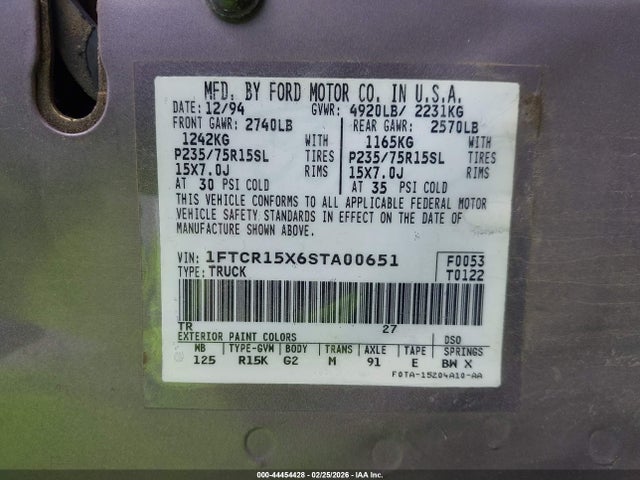 MFD. BY FORD MOTOR CO. IN U.S.A.
DATE: 12/94 GVWR: 4920LB/ 2231KG
FRONT GAWR: 2740LB REAR GAWR: 2570LB
1242KG WITH 1165KG WITH
P235/75R15SL TIRES P235/75R15SL TIRES
15X7.0J RIMS 15X7.0J RIMS
AT 30 PSI COLD AT 35 PSI COLD
THIS VEHICLE CONFORMS TO ALL APPLICABLE FEDERAL MOTOR
VEHICLE SAFETY STANDARDS IN EFFECT ON THE DATE OF
MANUFACTURE SHOWN ABOVE.
VIN: 1FTCR15X6STA00651 F0053
TYPE: TRUCK T0122
TR 27
EXTERIOR PAINT COLORS DSO
WB TYPE-GVM BODY TRANS AXLE TAPE SPRINGS
125 R15K G2 M 91 E BW X
F0TA-15204A10-AA
000-44454428 - 02/25/2026 - IAA Inc.